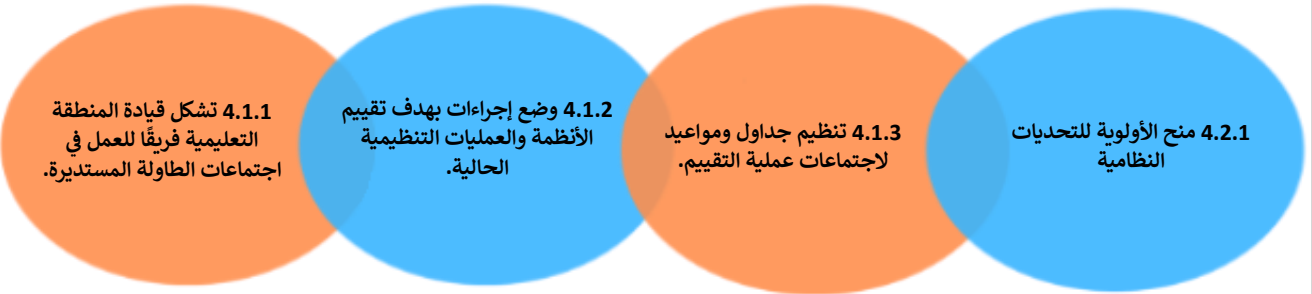 4.1.1 تشكل قيادة المنطقة
التعليمية فريقًا للعمل في
اجتماعات الطاولة المستديرة.
4.1.2 وضع إجراءات بهدف تقييم
الأنظمة والعمليات التنظيمية
الحالية.
4.1.3 تنظيم جداول ومواعيد
لاجتماعات عملية التقييم.
4.2.1 منح الأولوية للتحديات
النظامية